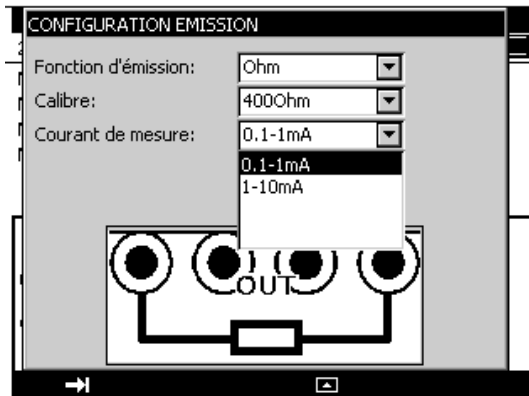 CONFIGURATION EMISSION
Fonction d'émission: Ohm
Calibre: 400Ohm
Courant de mesure: 0.1-1mA
0.1-1mA
1-10mA
OUT